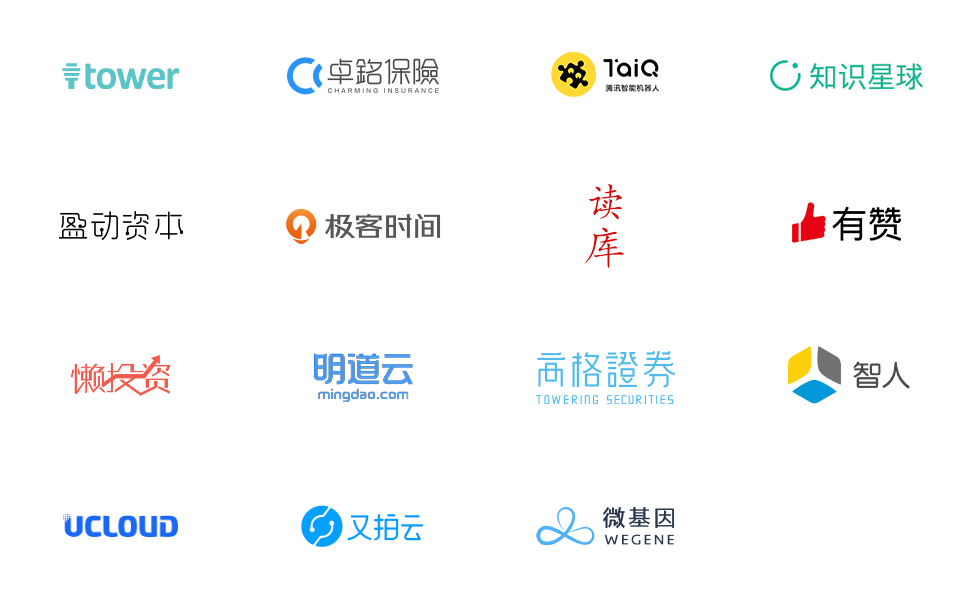 tower
卓銘保險
CHARMING INSURANCE
TaiQ
腾讯智能机器人
知识星球
盈动资本
极客时间
读
库
有赞
懒投资
明道云
mingdao.com
高格證券
TOWERING SECURITIES
智人
UCLOUD
又拍云
微基因
WEGENE